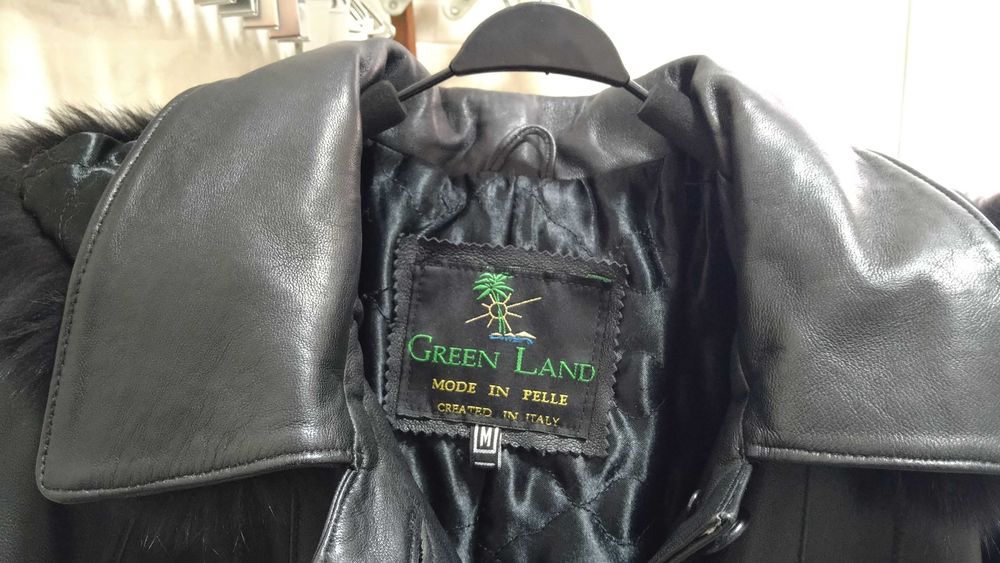 GREEN LAND
MODE IN PELLE
CREATED IN ITALY
M